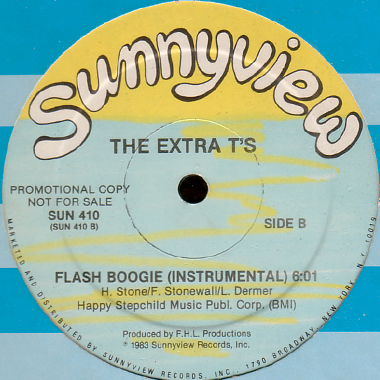 Sunnyview
THE EXTRA T'S
PROMOTIONAL COPY
NOT FOR SALE
SUN 410
(SUN 410 B)
SIDE B
FLASH BOOGIE (INSTRUMENTAL) 6:01
H. Stone/F. Stonewall/L. Dermer
Happy Stepchild Music Publ. Corp. (BMI)
Produced by F.H.L. Productions
℗ 1983 Sunnyview Records, Inc.
MARKETED AND DISTRIBUTED BY SUNNYVIEW RECORDS, INC., 1790 BROADWAY, NEW YORK, N.Y. 10019